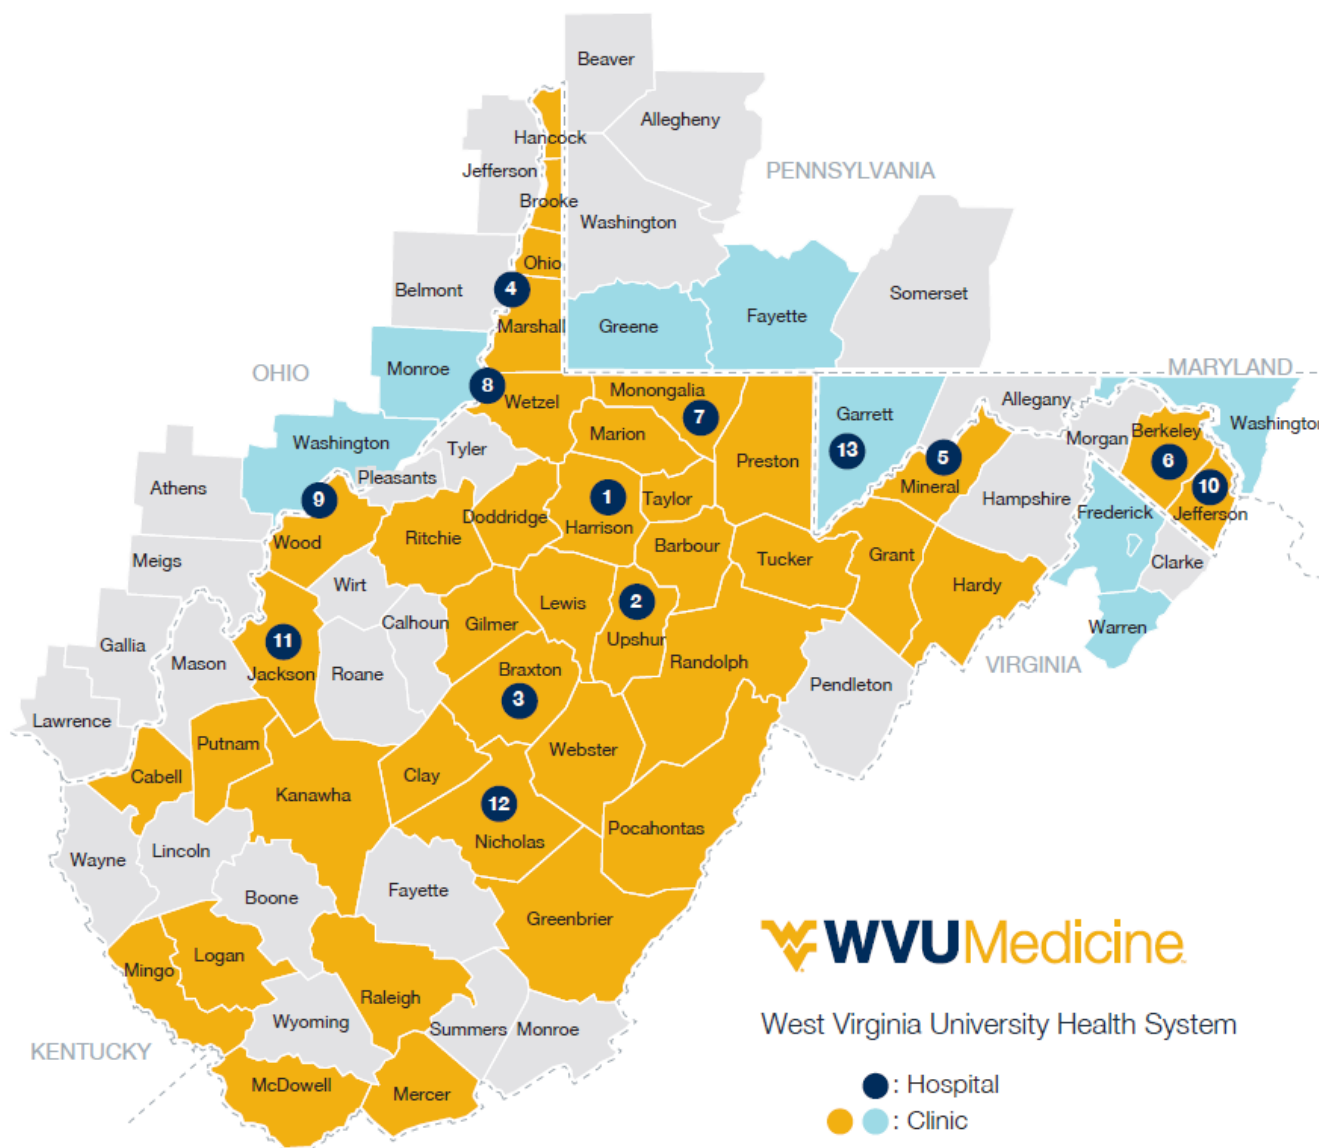 Beaver
Allegheny
Hancock
Jefferson
PENNSYLVANIA
Brooke
Washington
Ohio
Belmont
4
Somerset
Marshall
Greene
Fayette
OHIO
Monroe
MARYLAND
8
Wetzel
Monongalia
7
Garrett
Allegany
Washington
Washington
Tyler
Marion
13
5
Morgan
Berkeley
6
Pleasants
Preston
Mineral
Athens
9
1
Taylor
Hampshire
10
Doddridge
Harrison
Frederick
Jefferson
Wood
Ritchie
Barbour
Tucker
Grant
Meigs
Wirt
Hardy
Clarke
Lewis
2
Calhoun
Gilmer
Warren
Gallia
11
Upshur
Mason
Jackson
Roane
Braxton
Randolph
VIRGINIA
Pendleton
3
Lawrence
Putnam
Webster
Cabell
Clay
Kanawha
12
Pocahontas
Nicholas
Wayne
Lincoln
Boone
Fayette
Greenbrier
WVUMedicine
Logan
Mingo
Raleigh
Wyoming
Summers
Monroe
West Virginia University Health System
KENTUCKY
McDowell
Mercer
: Hospital
: Clinic